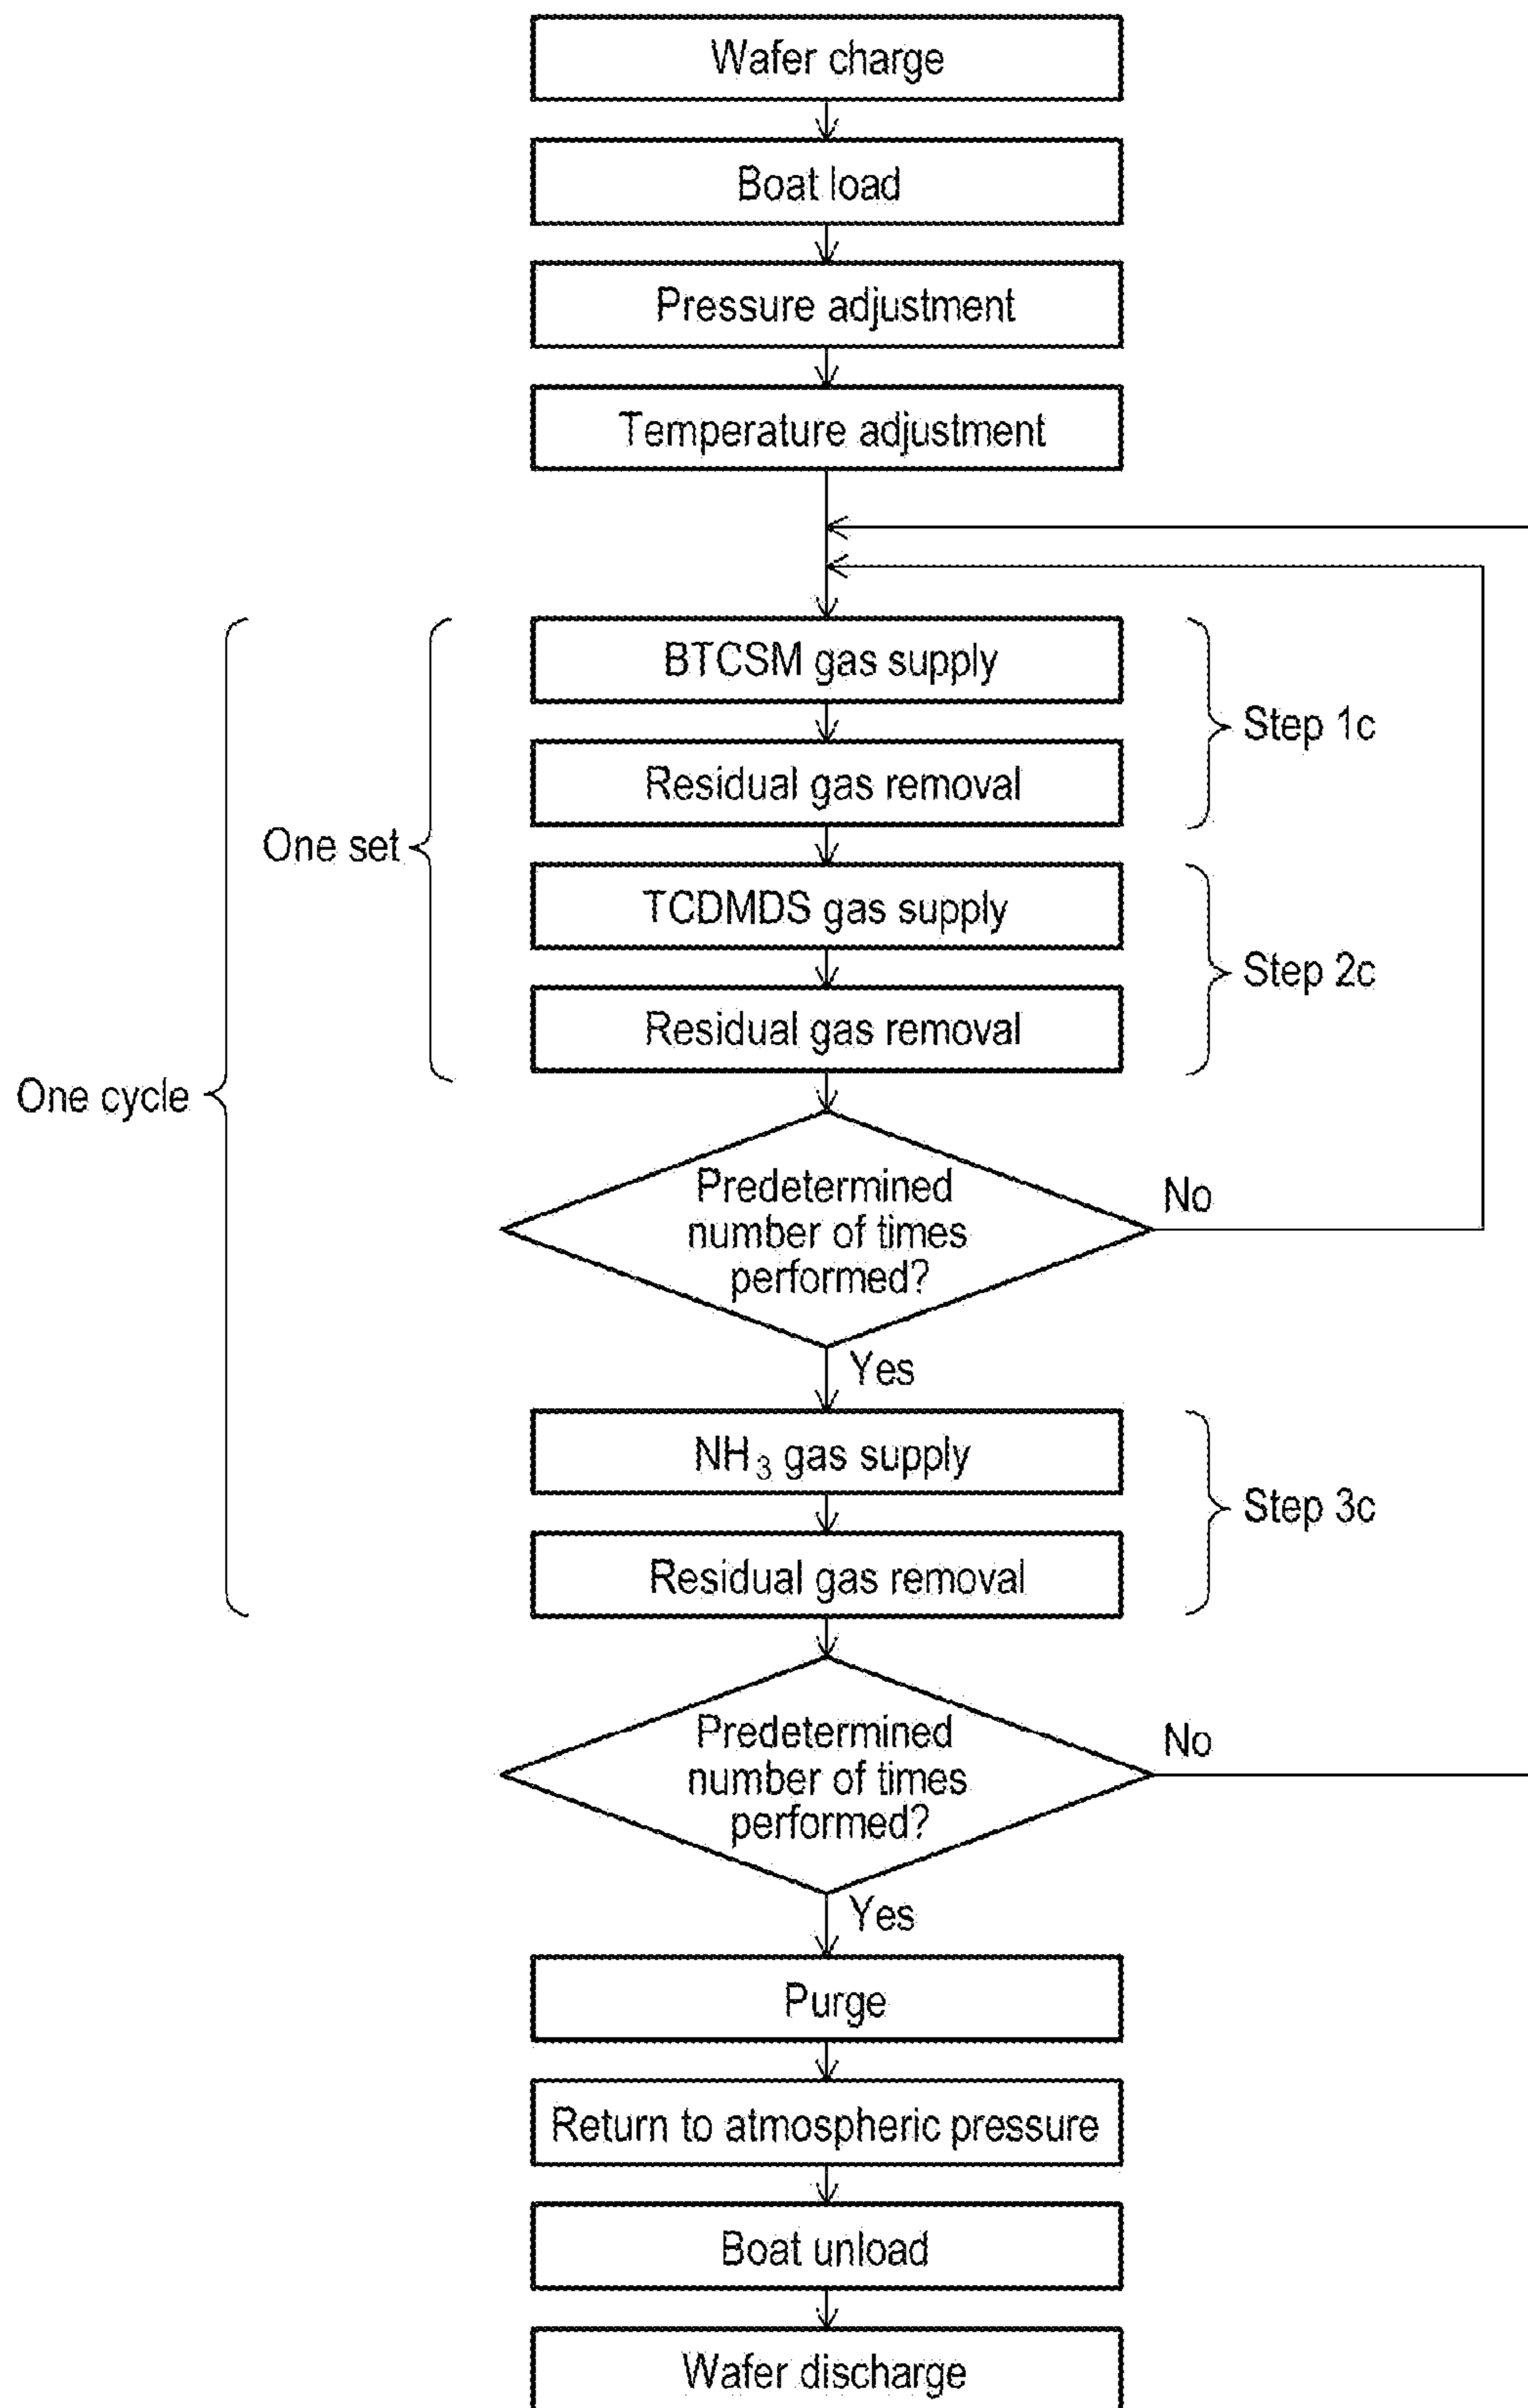 Wafer charge
Boat load
Pressure adjustment
Temperature adjustment
BTCSM gas supply
Step 1c
Residual gas removal
One set
TCDMDS gas supply
Step 2c
Residual gas removal
One cycle
Predetermined
number of times
performed?
No
Yes
NH₃ gas supply
Step 3c
Residual gas removal
Predetermined
number of times
performed?
No
Yes
Purge
Return to atmospheric pressure
Boat unload
Wafer discharge